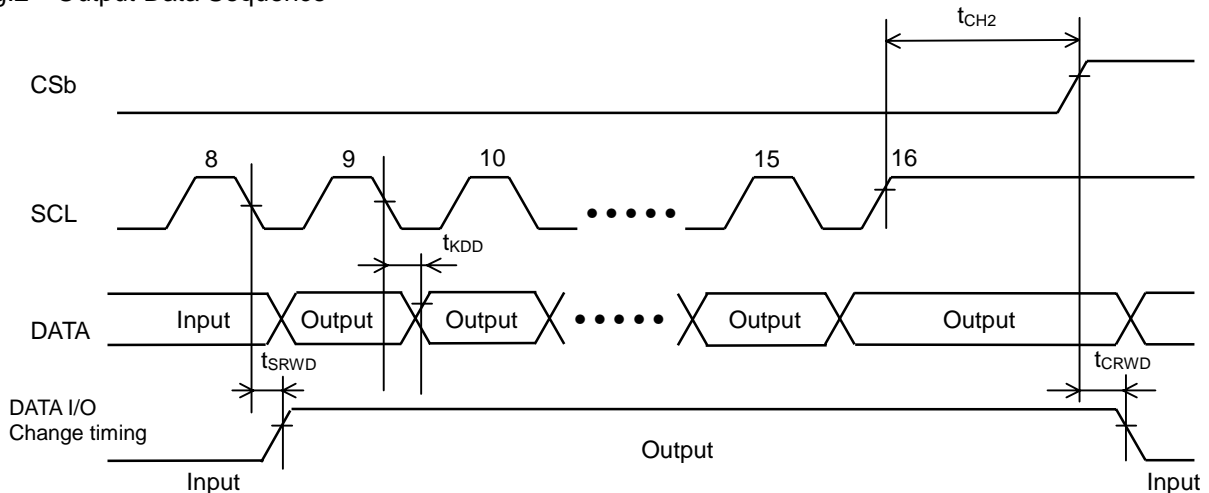 Output Data Sequence
tCH2
CSb
8 9 10 15 16
SCL
tKDD
DATA Input Output Output Output Output
tSRWD tCRWD
DATA I/O
Change timing
Output
Input Input